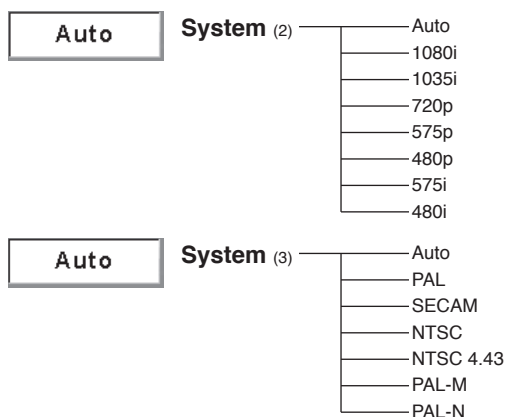 Auto System (2) Auto
1080i
1035i
720p
575p
480p
575i
480i
Auto System (3) Auto
PAL
SECAM
NTSC
NTSC 4.43
PAL-M
PAL-N